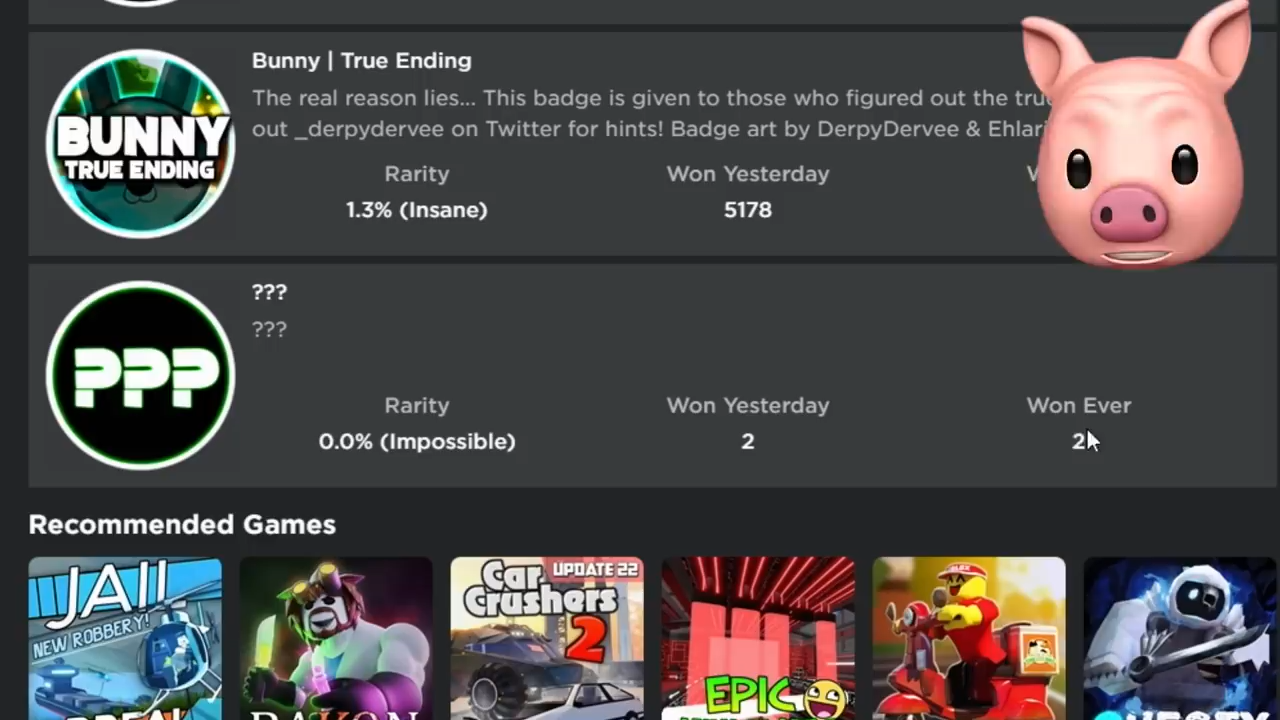 Bunny | True Ending
The real reason lies... This badge is given to those who figured out the true
out _derpydervee on Twitter for hints! Badge art by DerpyDervee &
BUNNY
TRUE ENDING
Rarity
Won Yesterday
1.3% (Insane)
5178
???
???
???
Rarity
Won Yesterday
Won Ever
0.0% (Impossible)
2
2
Recommended Games
JAIL
NEW ROBBERY!
BREAK
Car
Crushers
2
UPDATE 22
EPIC